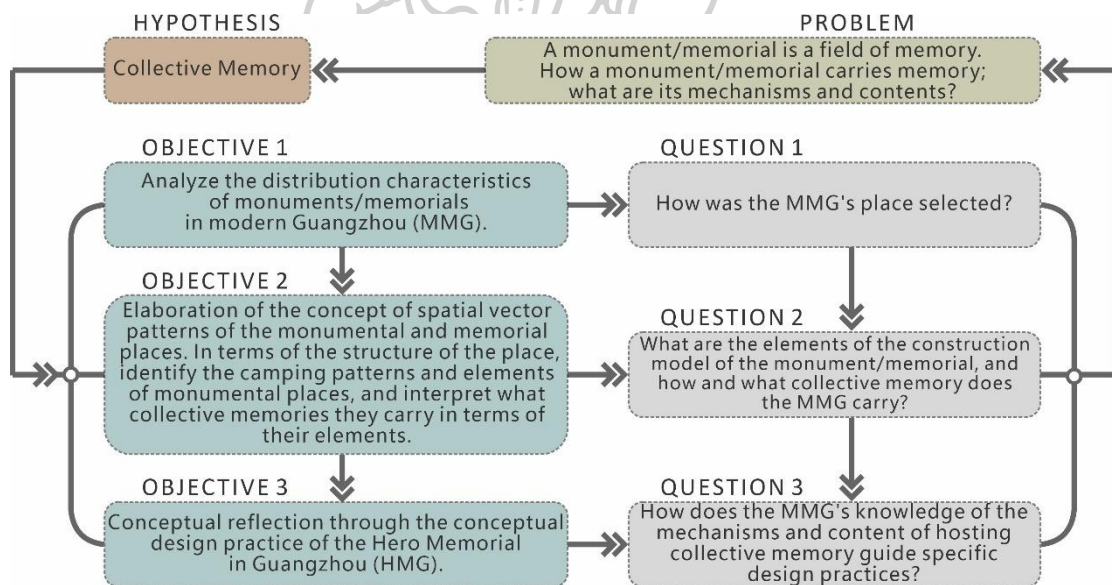 HYPOTHESIS
Collective Memory
PROBLEM
A monument/memorial is a field of memory.
How a monument/memorial carries memory;
what are its mechanisms and contents?
OBJECTIVE 1
Analyze the distribution characteristics
of monuments/memorials
in modern Guangzhou (MMG).
QUESTION 1
How was the MMG's place selected?
OBJECTIVE 2
Elaboration of the concept of spatial vector
patterns of the monumental and memorial
places. In terms of the structure of the place,
identify the camping patterns and elements
of monumental places, and interpret what
collective memories they carry in terms of
their elements.
QUESTION 2
What are the elements of the construction
model of the monument/memorial, and
how and what collective memory does
the MMG carry?
OBJECTIVE 3
Conceptual reflection through the conceptual
design practice of the Hero Memorial
in Guangzhou (HMG).
QUESTION 3
How does the MMG's knowledge of the
mechanisms and content of hosting
collective memory guide specific
design practices?